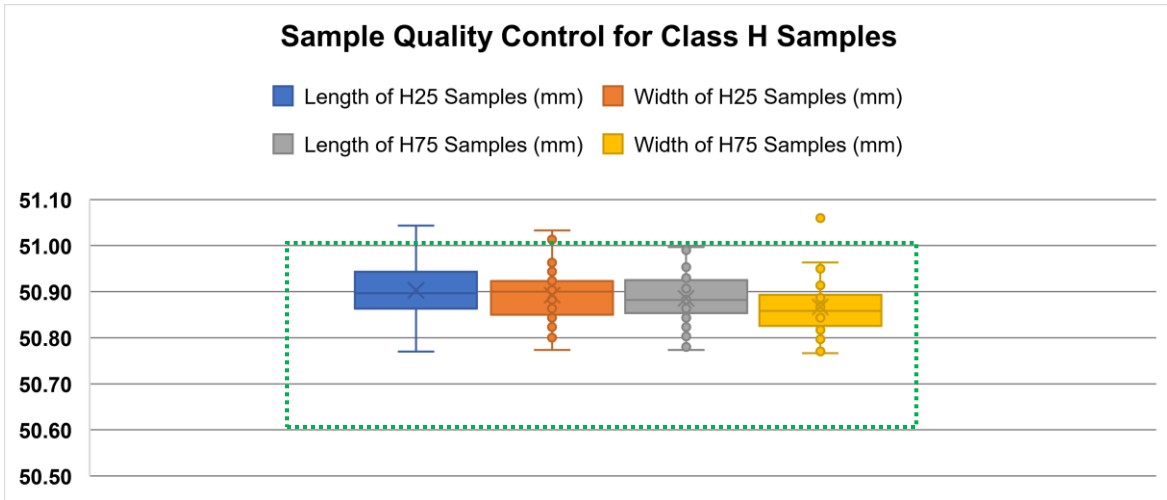 Sample Quality Control for Class H Samples
Length of H25 Samples (mm) Width of H25 Samples (mm)
Length of H75 Samples (mm) Width of H75 Samples (mm)
51.10
51.00
50.90
50.80
50.70
50.60
50.50